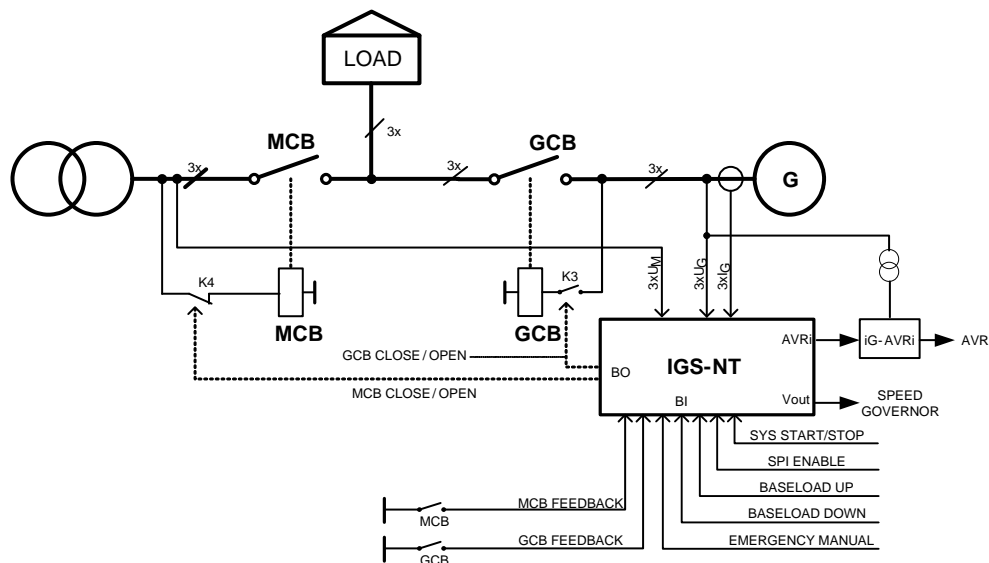 LOAD
3x
MCB
GCB
3x
3x
3x
G
K4
K3
3xUM
3xUG
3xIG
MCB
GCB
AVRi
iG-AVRi
AVR
GCB CLOSE / OPEN
IGS-NT
BO
MCB CLOSE / OPEN
BI
Vout
SPEED
GOVERNOR
SYS START/STOP
SPI ENABLE
BASELOAD UP
MCB FEEDBACK
MCB
BASELOAD DOWN
GCB FEEDBACK
EMERGENCY MANUAL
GCB